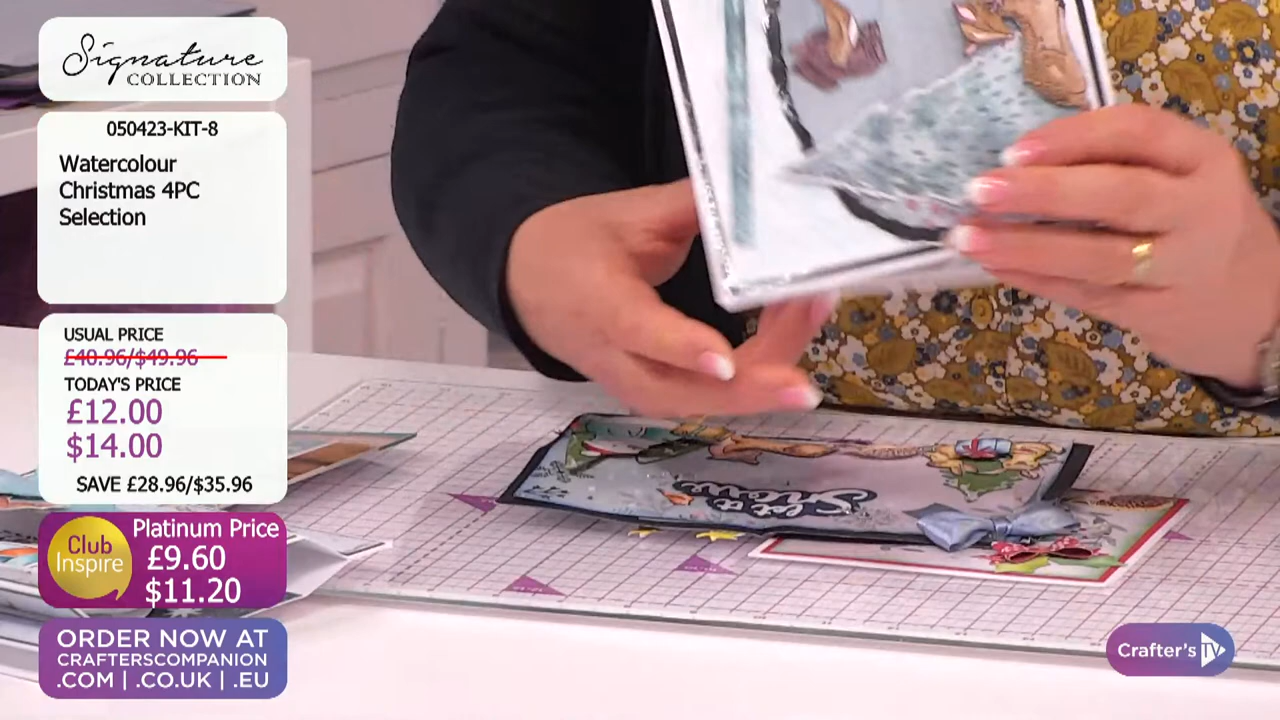 Signature
COLLECTION
050423-KIT-8
Watercolour
Christmas 4PC
Selection
USUAL PRICE
£40.96/$49.96
TODAY'S PRICE
£12.00
$14.00
SAVE £28.96/$35.96
Club
Inspire
Platinum Price
£9.60
$11.20
ORDER NOW AT
CRAFTERSCOMPANION
.COM | .CO.UK | .EU
let it
Snow
Crafter's TV